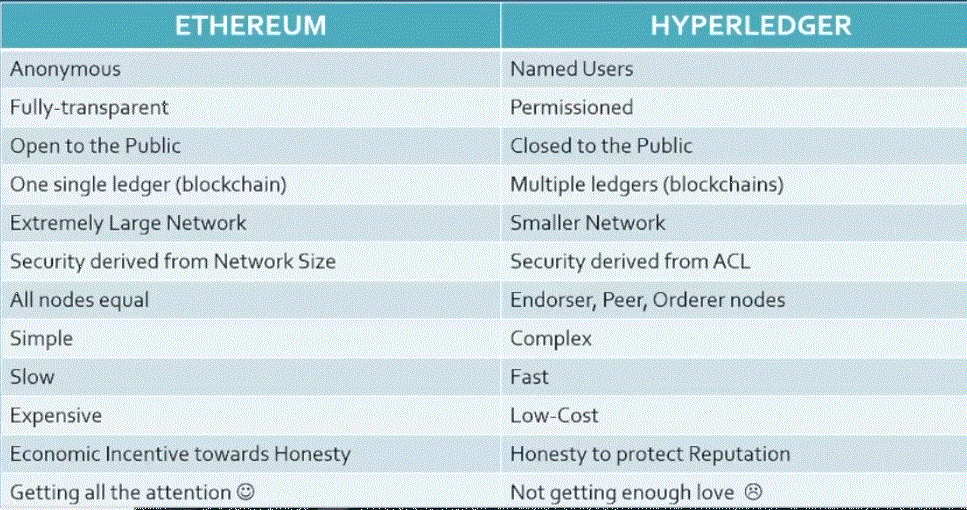 ETHEREUM HYPERLEDGER
Anonymous Named Users
Fully-transparent Permissioned
Open to the Public Closed to the Public
One single ledger (blockchain) Multiple ledgers (blockchains)
Extremely Large Network Smaller Network
Security derived from Network Size Security derived from ACL
All nodes equal Endorser, Peer, Orderer nodes
Simple Complex
Slow Fast
Expensive Low-Cost
Economic Incentive towards Honesty Honesty to protect Reputation
Getting all the attention ☺ Not getting enough love ☹